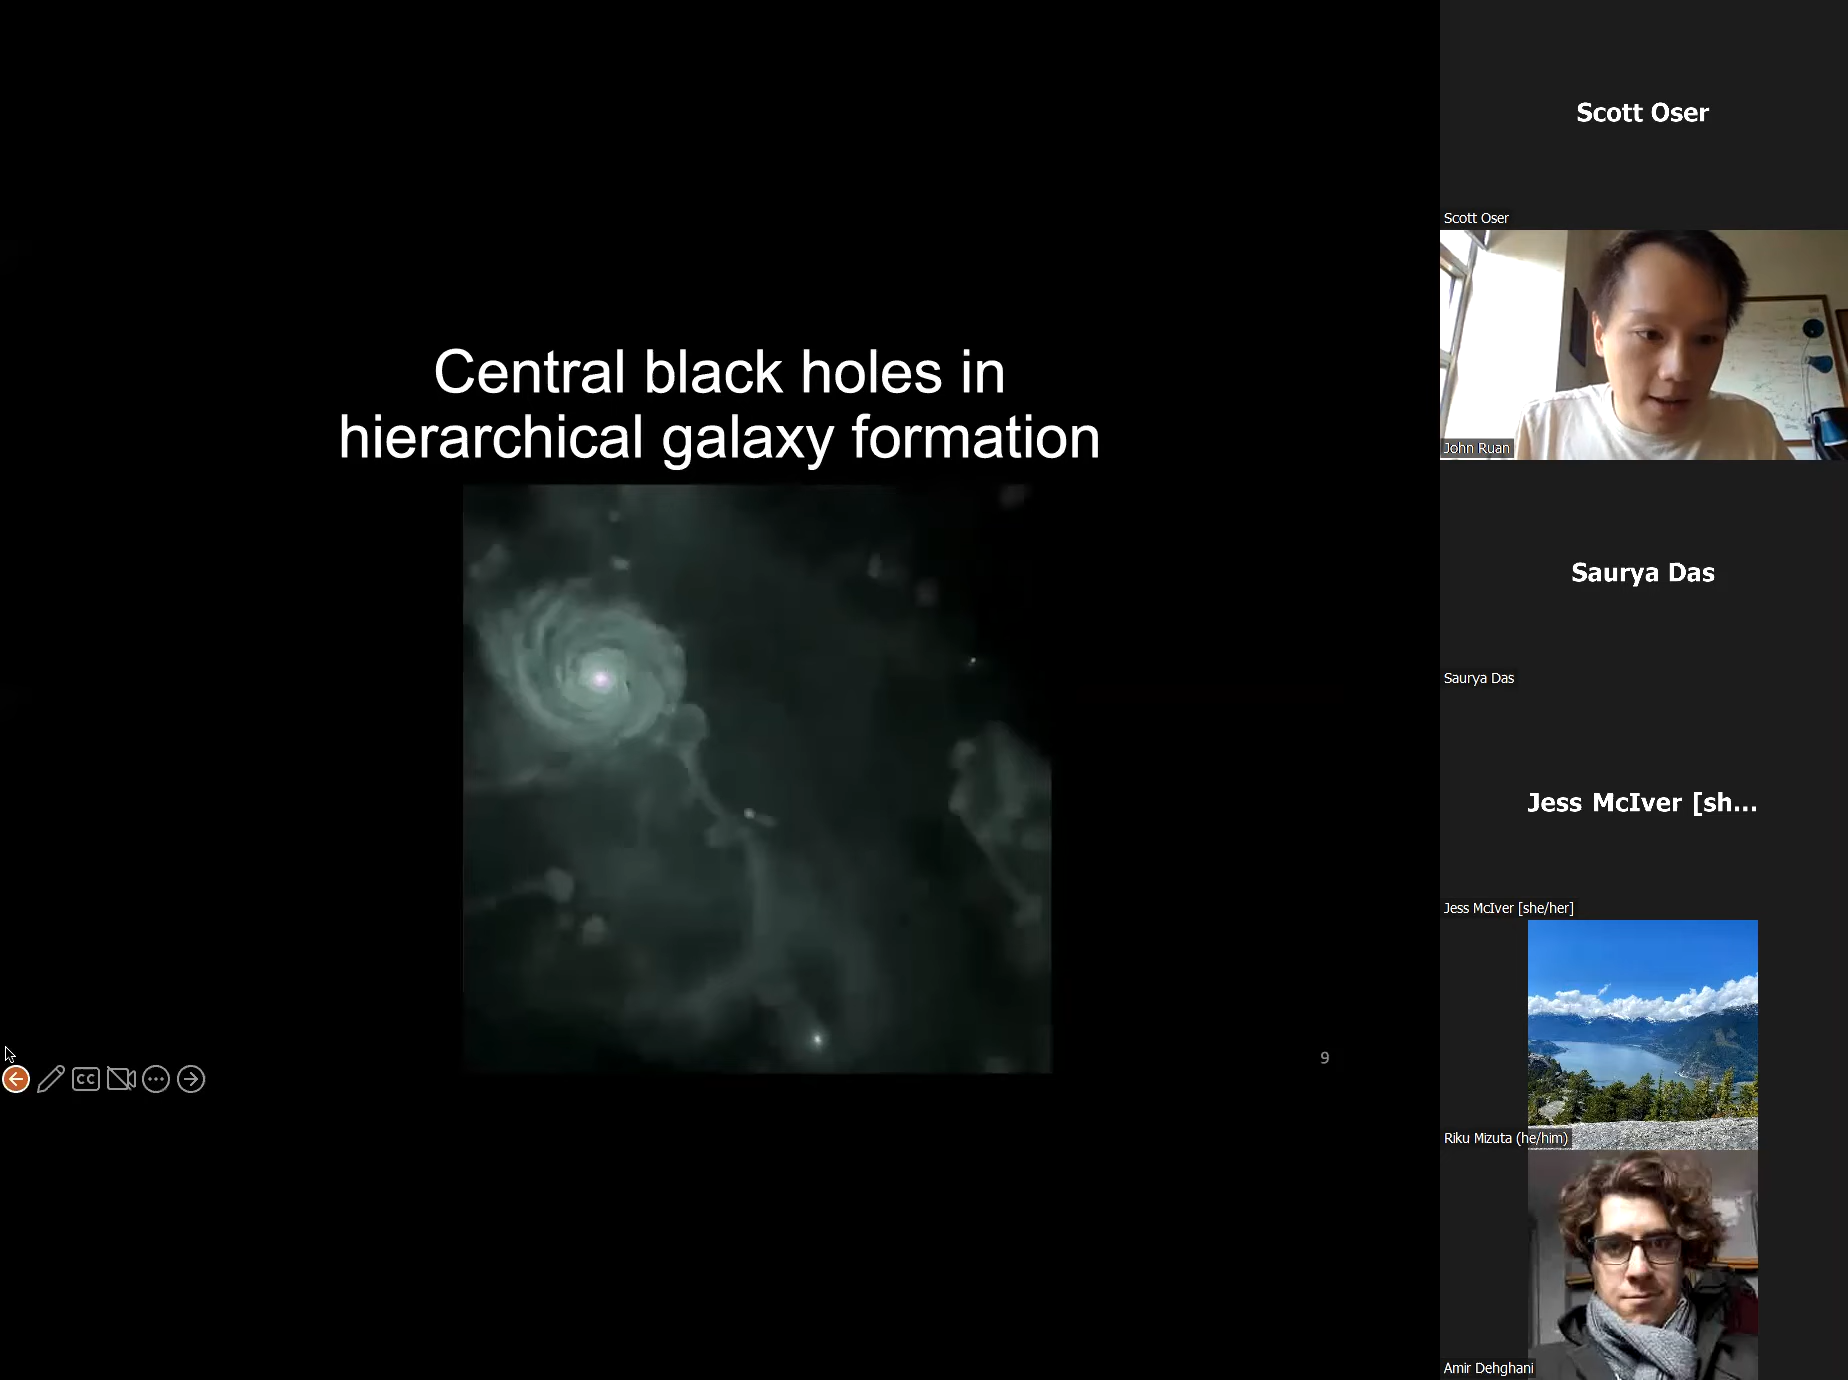 Central black holes in
hierarchical galaxy formation
9
CC
Scott Oser
Scott Oser
John Ruan
Saurya Das
Saurya Das
Jess McIver [sh...
Jess McIver [she/her]
Riku Mizuta (he/him)
Amir Dehghani